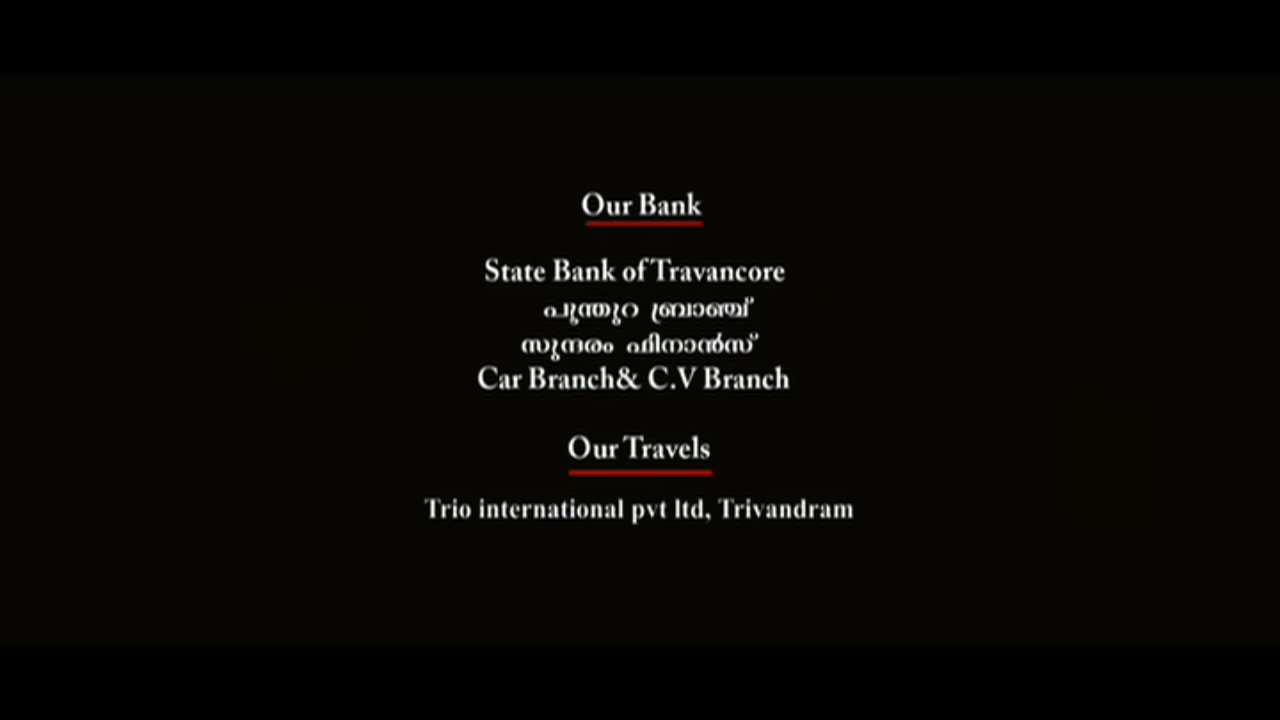 Our Bank
State Bank of Travancore
പൂന്തുറ ബ്രാഞ്ച്
സുന്ദരം ഫിനാൻസ്
Car Branch& C.V Branch
Our Travels
Trio international pvt ltd, Trivandram